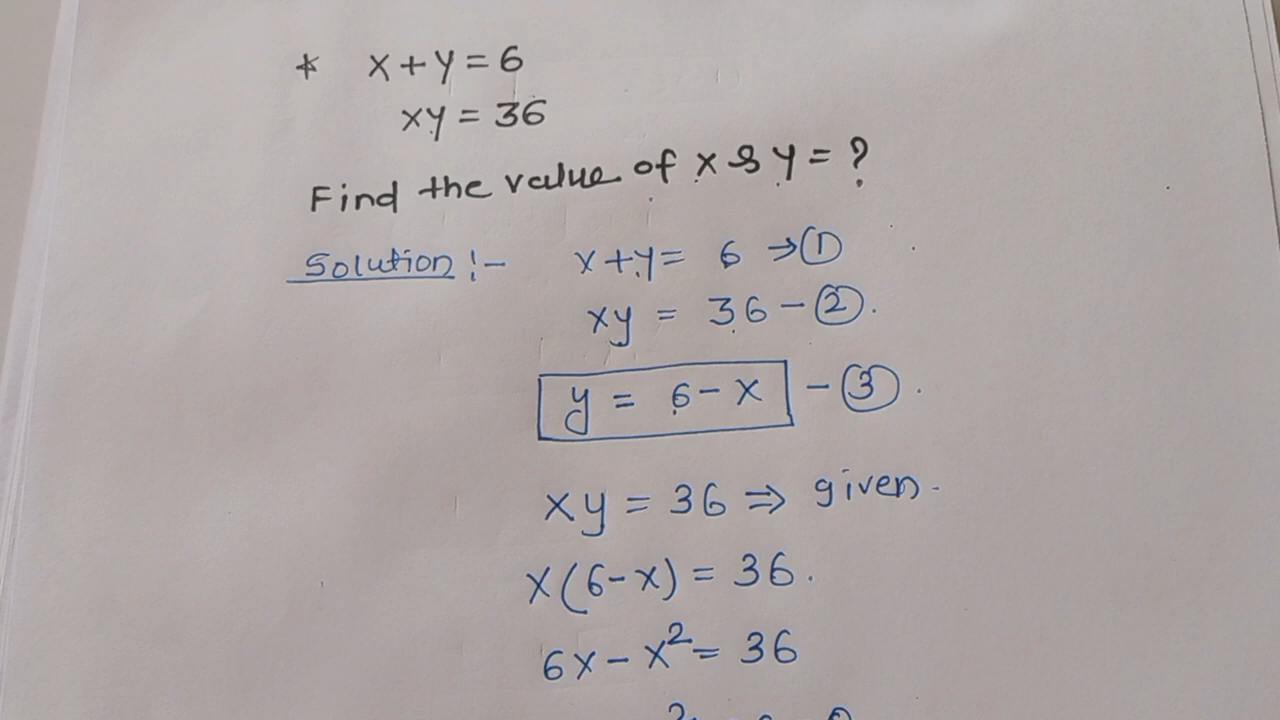 * x+y=6
xy=36
Find the value of x & y=?
Solution :- x+y= 6 →①
xy = 36-②.
y = 6-x -③.
xy = 36 ⇒ given.
x(6-x) = 36.
6x-x²= 36